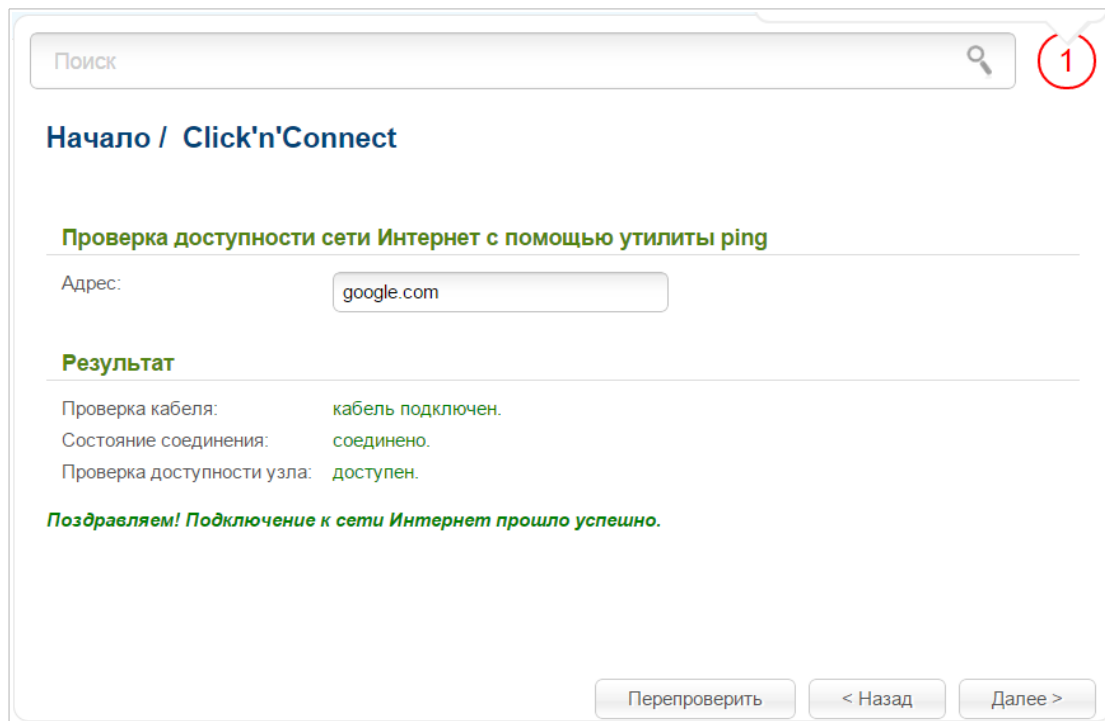 Поиск
1
Начало / Click'n'Connect
Проверка доступности сети Интернет с помощью утилиты ping
Адрес: google.com
Результат
Проверка кабеля: кабель подключен.
Состояние соединения: соединено.
Проверка доступности узла: доступен.
Поздравляем! Подключение к сети Интернет прошло успешно.
Перепроверить < Назад Далее >